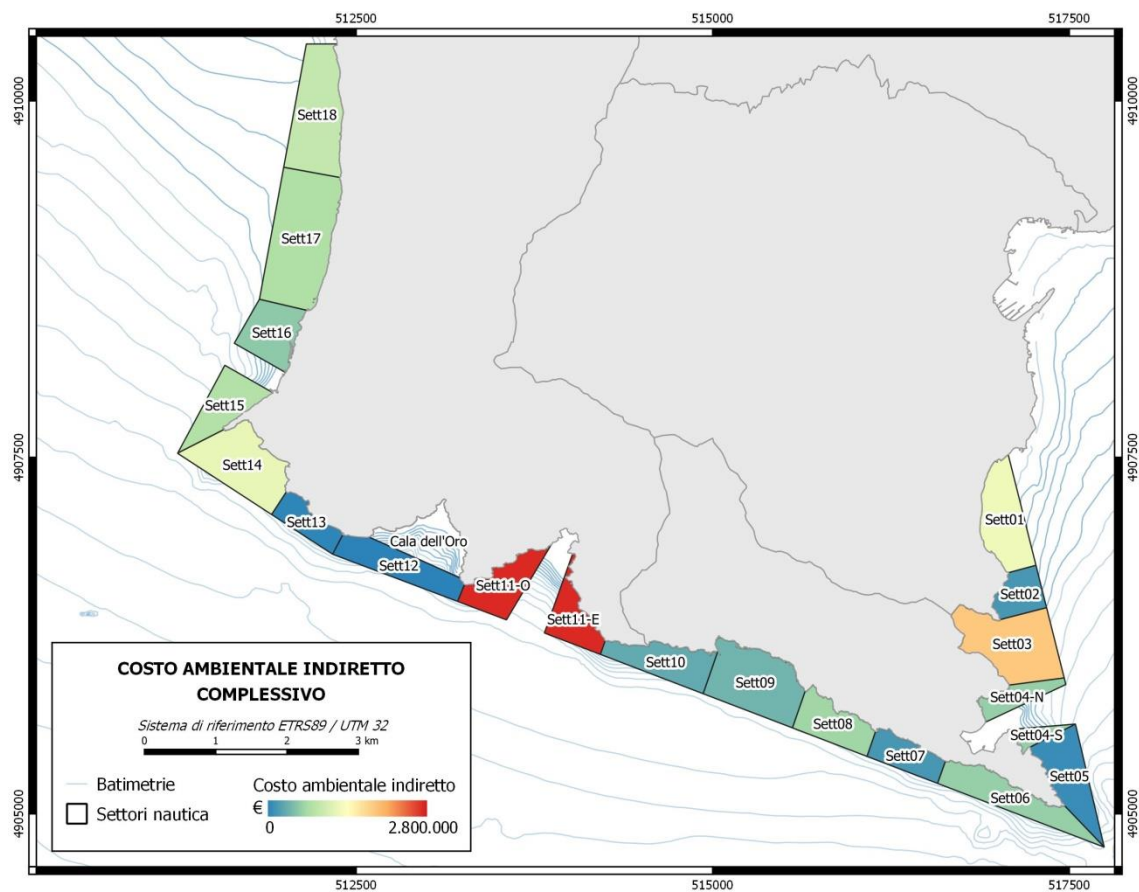 512500 515000 517500
4910000 4910000
Sett18
Sett17
Sett16
Sett15
4907500 4907500
Sett14
Sett01
Sett13
Cala dell'Oro
Sett12
Sett11-O
Sett02
Sett11-E
Sett03
Sett10
Sett09
Sett04-N
Sett08
Sett04-S
Sett07
Sett05
Sett06
4905000 4905000
COSTO AMBIENTALE INDIRETTO
COMPLESSIVO
Sistema di riferimento ETRS89 / UTM 32
0 1 2 3 km
Batimetrie
Settori nautica
Costo ambientale indiretto
€
0 2.800.000
512500 515000 517500